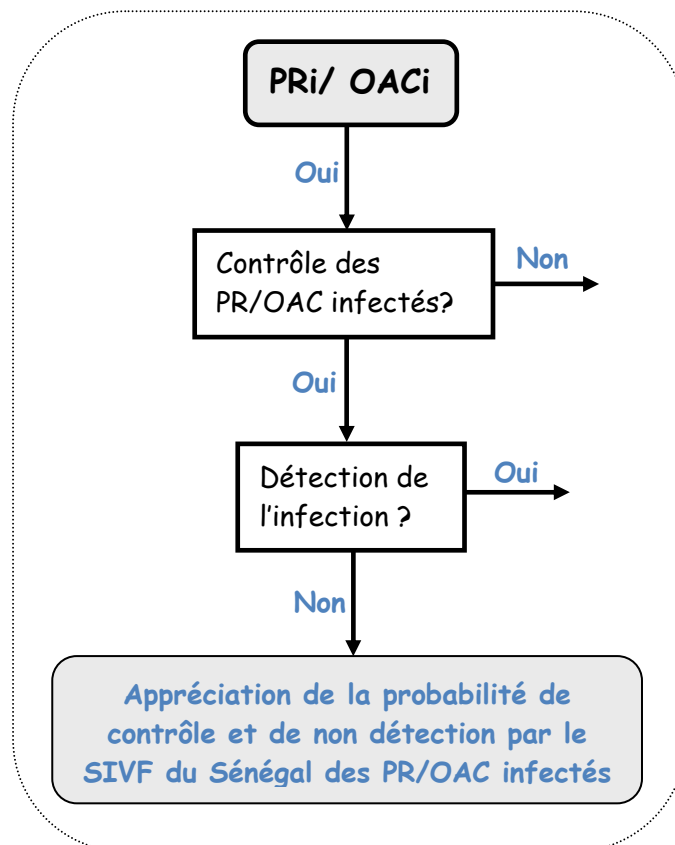 PRi/ OACi
Oui
Contrôle des
PR/OAC infectés?
Non
Oui
Détection de
l'infection ?
Oui
Non
Appréciation de la probabilité de
contrôle et de non détection par le
SIVF du Sénégal des PR/OAC infectés